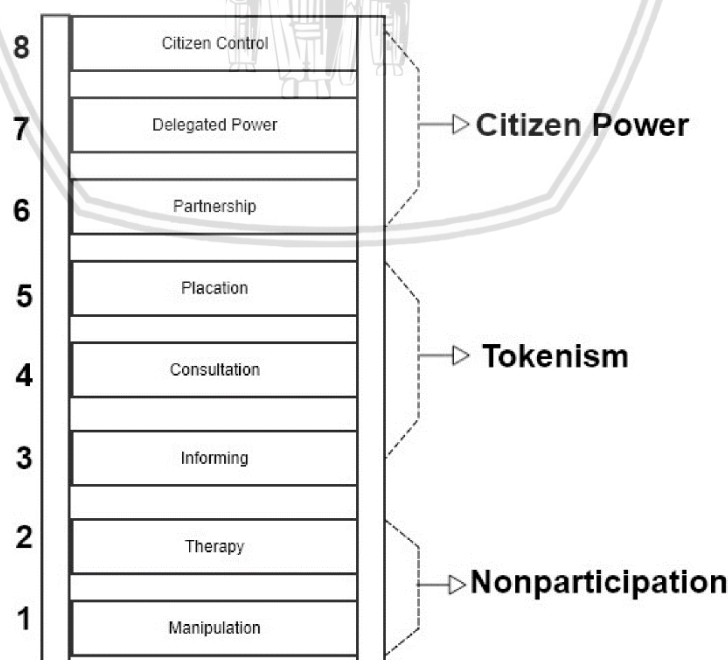 8 Citizen Control
7 Delegated Power
Citizen Power
6 Partnership
5 Placation
Tokenism
4 Consultation
3 Informing
2 Therapy
Nonparticipation
1 Manipulation